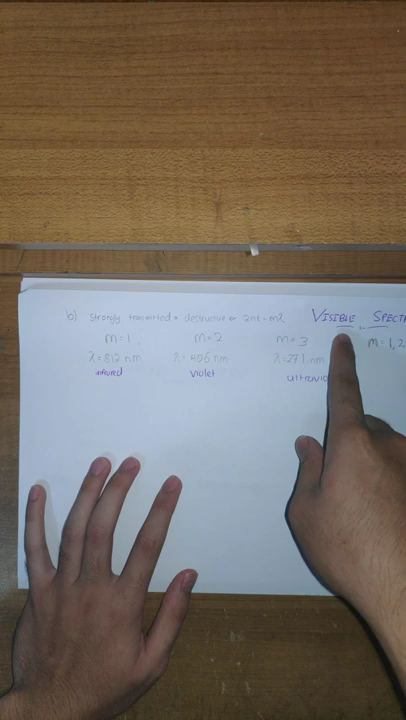 b) Strongly transmitted = destructive → 2nt = mλ VISIBLE SPECT
m=1 m=2 m=3 m=1,2
λ=812 nm λ=406 nm λ=271 nm
infrared violet ultravio